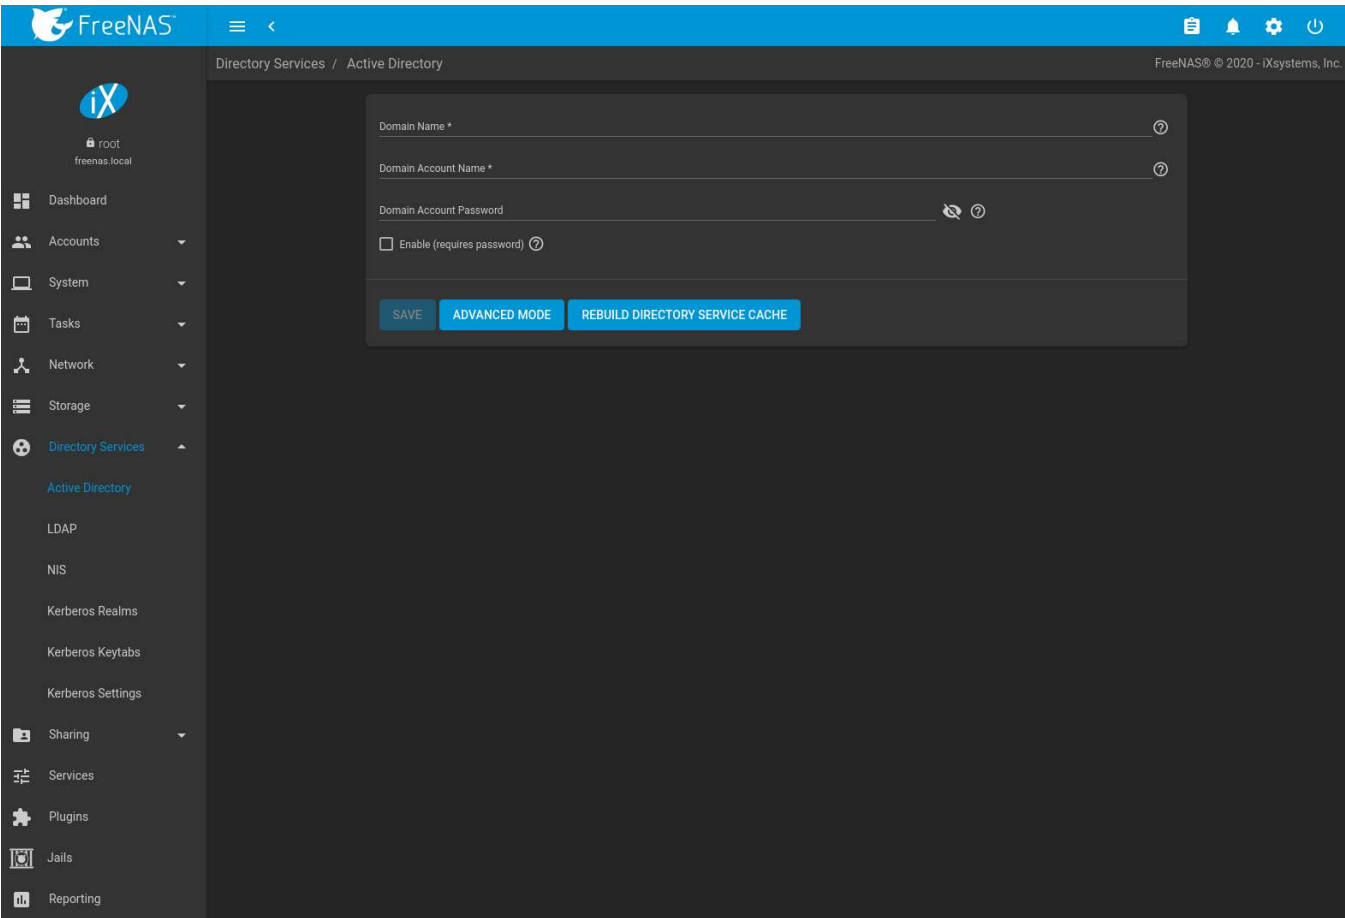 FreeNAS™
Directory Services / Active Directory
FreeNAS® © 2020 - iXsystems, Inc.
iX
root
freenas.local
Dashboard
Accounts
System
Tasks
Network
Storage
Directory Services
Active Directory
LDAP
NIS
Kerberos Realms
Kerberos Keytabs
Kerberos Settings
Sharing
Services
Plugins
Jails
Reporting
Domain Name *
Domain Account Name *
Domain Account Password
Enable (requires password)
SAVE
ADVANCED MODE
REBUILD DIRECTORY SERVICE CACHE